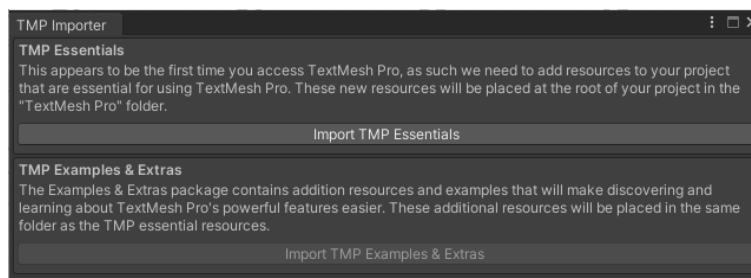 TMP Importer
TMP Essentials
This appears to be the first time you access TextMesh Pro, as such we need to add resources to your project
that are essential for using TextMesh Pro. These new resources will be placed at the root of your project in the
"TextMesh Pro" folder.
Import TMP Essentials
TMP Examples & Extras
The Examples & Extras package contains addition resources and examples that will make discovering and
learning about TextMesh Pro's powerful features easier. These additional resources will be placed in the same
folder as the TMP essential resources.
Import TMP Examples & Extras